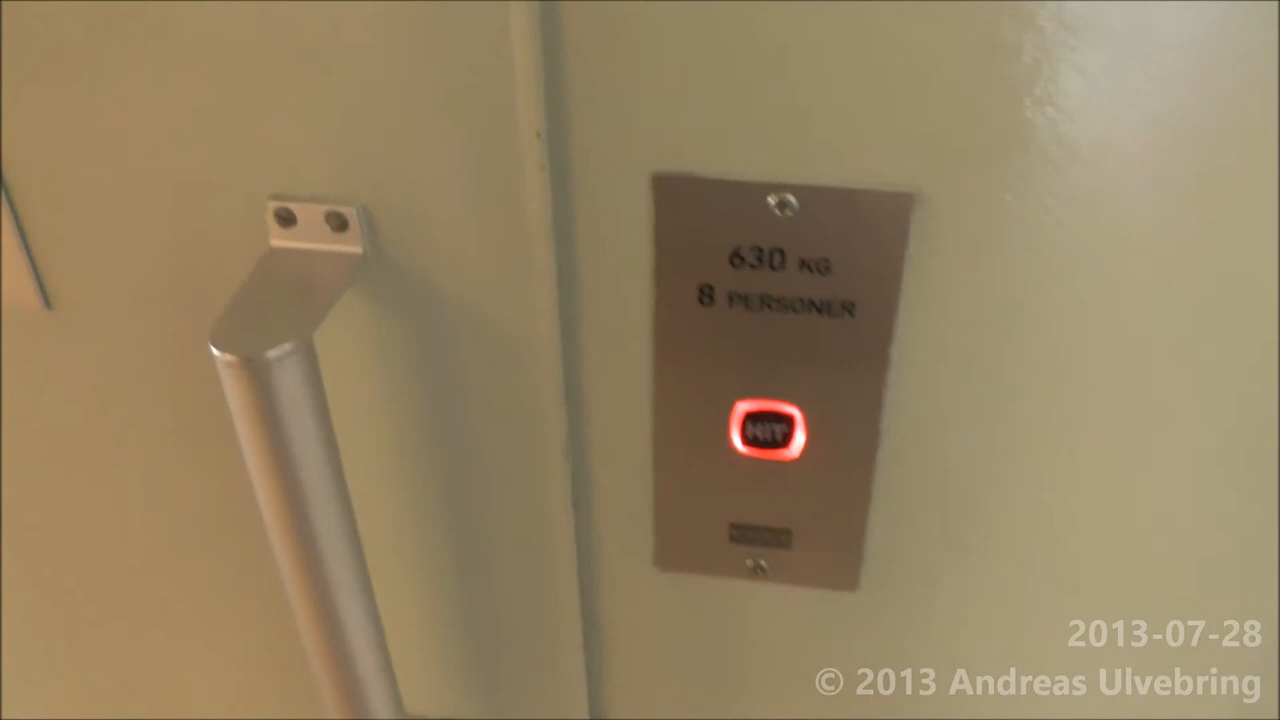 630 KG
8 PERSONER
HIT
2013-07-28
© 2013 Andreas Ulvebring